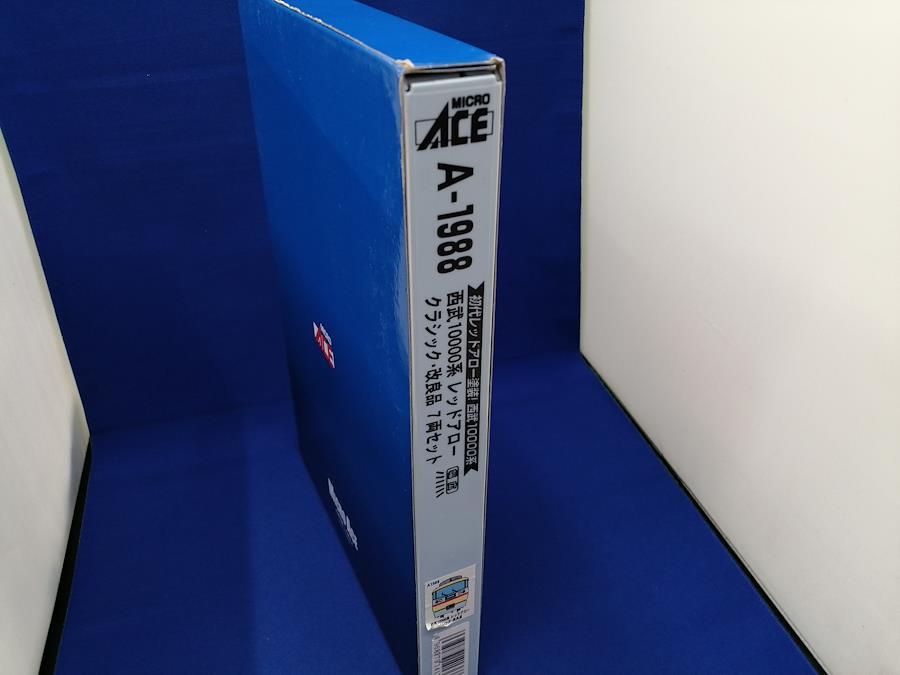 MICRO
ACE
A-1988
初代レッドアロー塗装! 西武10000系
西武10000系 レッドアロー
クラシック・改良品 7両セット
A1988